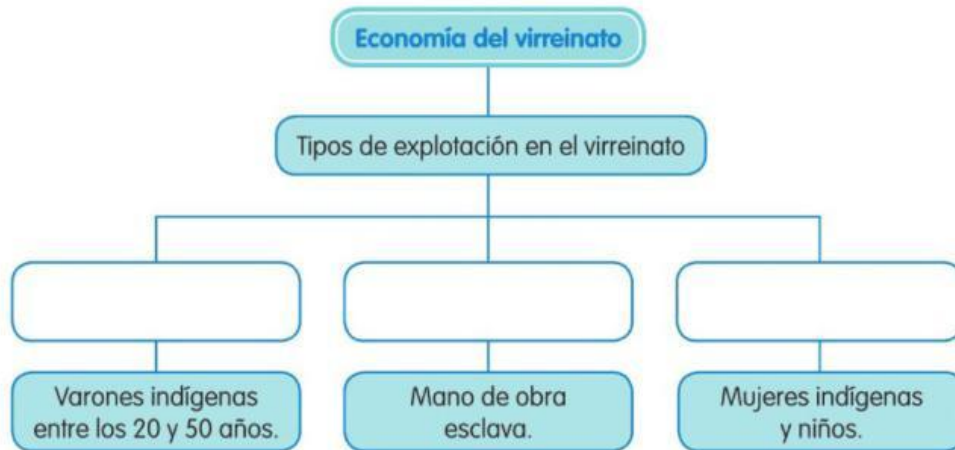 Economía del virreinato
Tipos de explotación en el virreinato
Varones indígenas
entre los 20 y 50 años.
Mano de obra
esclava.
Mujeres indígenas
y niños.